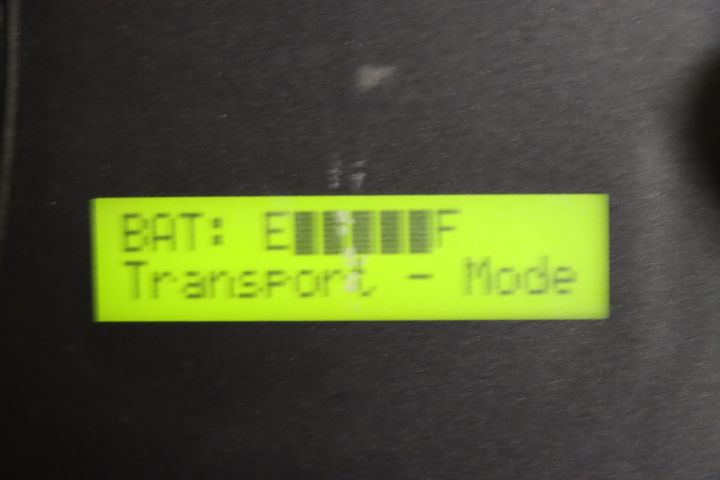 BAT: E█████F
Transport - Mode